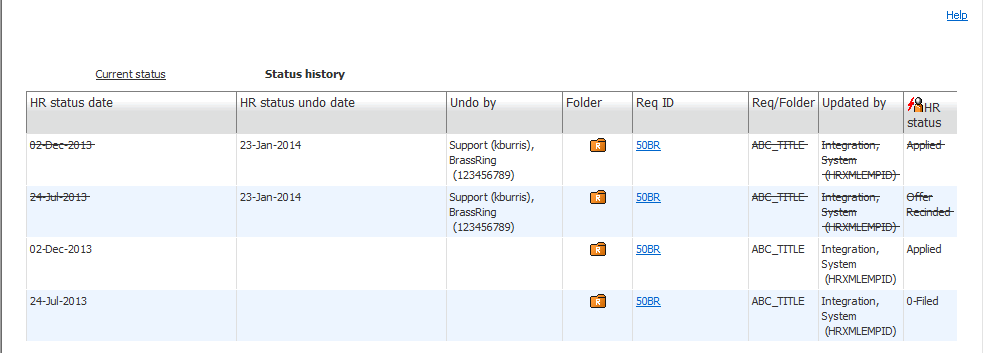 Help
Current status Status history
HR status date HR status undo date Undo by Folder Req ID Req/Folder Updated by HR status
02-Dec-2013 23-Jan-2014 Support (kburris), BrassRing (123456789) R 50BR ABC_TITLE Integration, System (HRXMLEMPID) Applied
24-Jul-2013 23-Jan-2014 Support (kburris), BrassRing (123456789) R 50BR ABC_TITLE Integration, System (HRXMLEMPID) Offer Recinded
02-Dec-2013 R 50BR ABC_TITLE Integration, System (HRXMLEMPID) Applied
24-Jul-2013 R 50BR ABC_TITLE Integration, System (HRXMLEMPID) 0-Filed